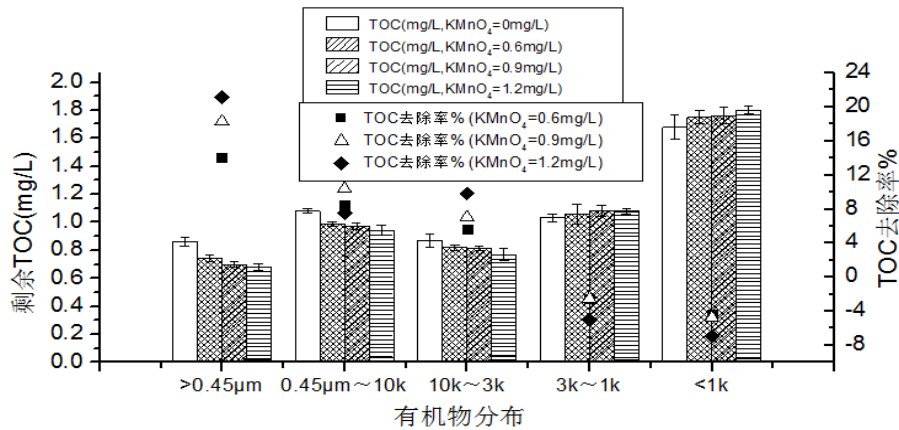 TOC(mg/L,KMnO₄=0mg/L)
TOC(mg/L,KMnO₄=0.6mg/L)
TOC(mg/L,KMnO₄=0.9mg/L)
TOC(mg/L,KMnO₄=1.2mg/L)
TOC去除率% (KMnO₄=0.6mg/L)
TOC去除率% (KMnO₄=0.9mg/L)
TOC去除率% (KMnO₄=1.2mg/L)
剩余TOC(mg/L)
2.0
1.8
1.6
1.4
1.2
1.0
0.8
0.6
0.4
0.2
0.0
24
20
16
12
8
4
0
-4
-8
TOC去除率%
>0.45μm 0.45μm～10k 10k～3k 3k～1k <1k
有机物分布